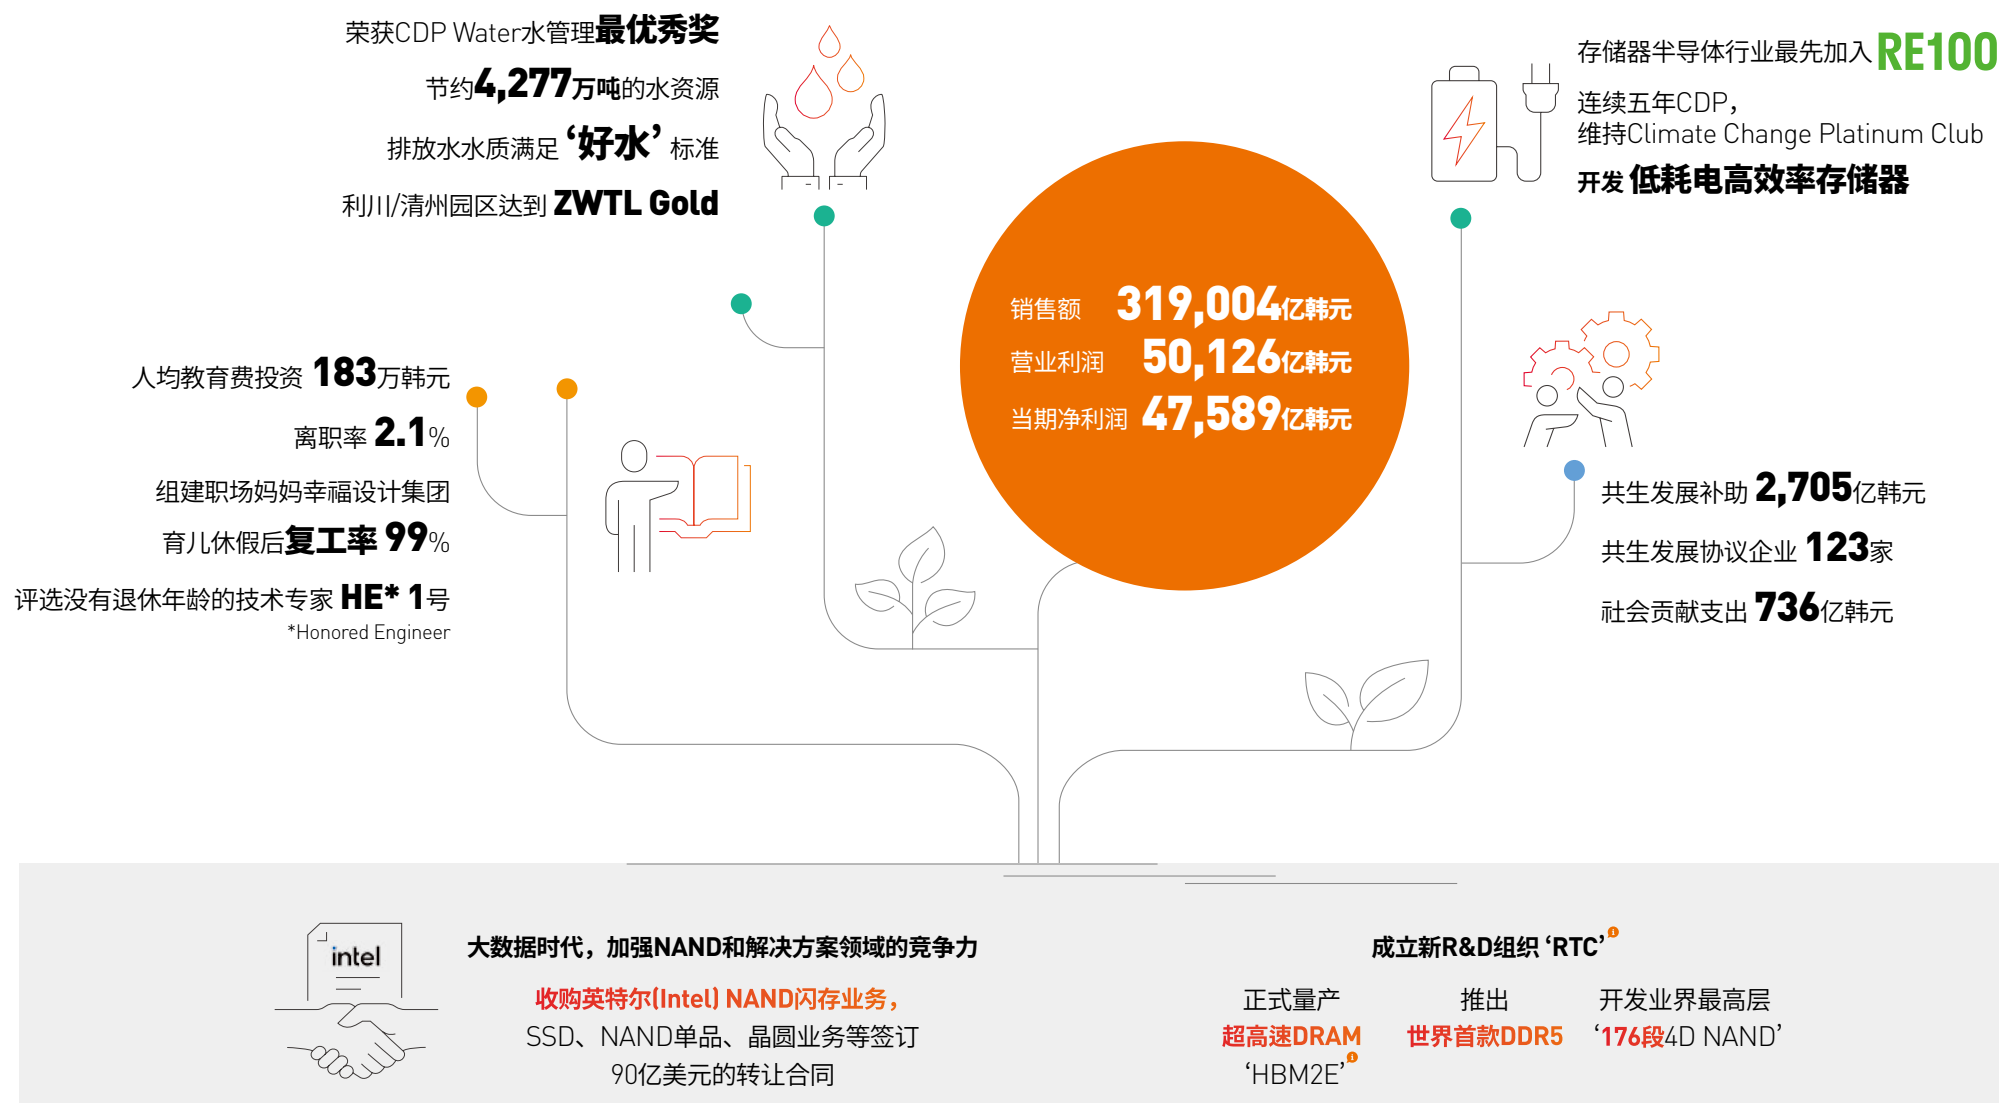 荣获CDP Water水管理最优秀奖
节约4,277万吨的水资源
排放水水质满足 ‘好水’ 标准
利川/清州园区达到 ZWTL Gold
存储器半导体行业最先加入 RE100
连续五年CDP，
维持Climate Change Platinum Club
开发 低耗电高效率存储器
销售额 319,004亿韩元
营业利润 50,126亿韩元
当期净利润 47,589亿韩元
人均教育费投资 183万韩元
离职率 2.1%
组建职场妈妈幸福设计集团
育儿休假后复工率 99%
评选没有退休年龄的技术专家 HE* 1号
*Honored Engineer
共生发展补助 2,705亿韩元
共生发展协议企业 123家
社会贡献支出 736亿韩元
intel
大数据时代，加强NAND和解决方案领域的竞争力
收购英特尔(Intel) NAND闪存业务，
SSD、NAND单品、晶圆业务等签订
90亿美元的转让合同
成立新R&D组织 ‘RTC’
正式量产
超高速DRAM
‘HBM2E’
推出
世界首款DDR5
开发业界最高层
‘176段4D NAND’